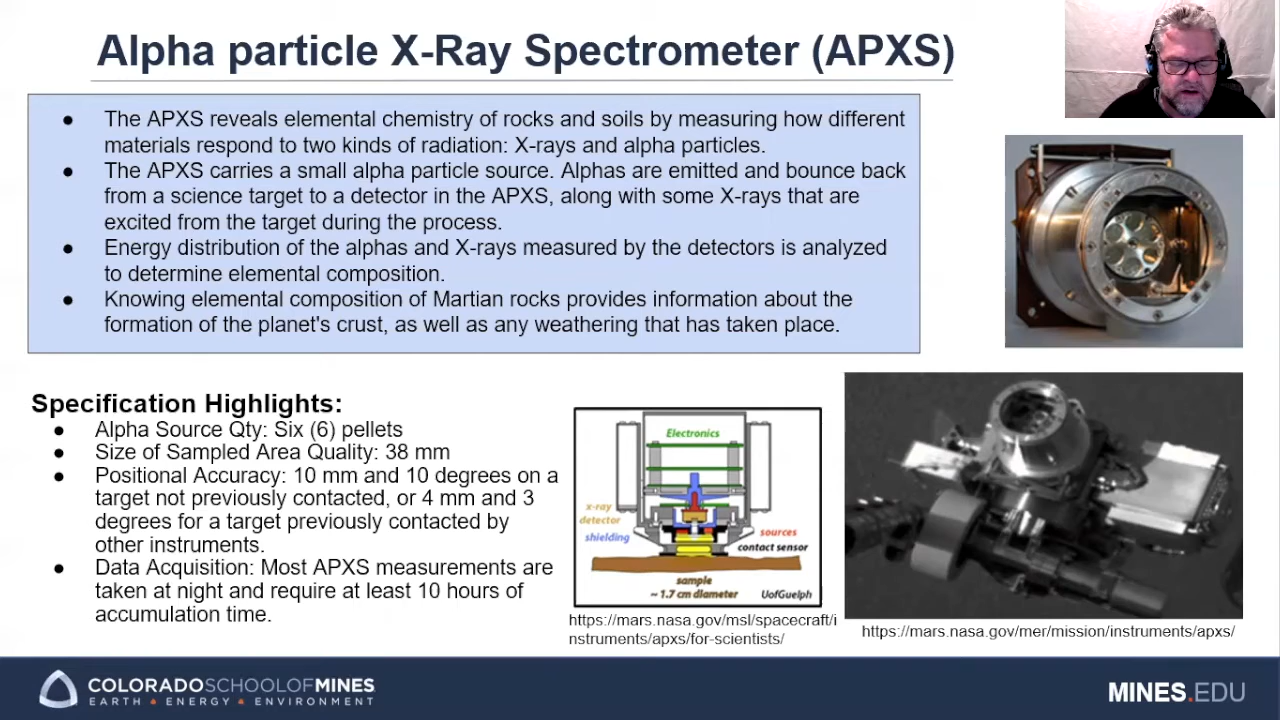 Alpha particle X-Ray Spectrometer (APXS)
● The APXS reveals elemental chemistry of rocks and soils by measuring how different
materials respond to two kinds of radiation: X-rays and alpha particles.
● The APXS carries a small alpha particle source. Alphas are emitted and bounce back
from a science target to a detector in the APXS, along with some X-rays that are
excited from the target during the process.
● Energy distribution of the alphas and X-rays measured by the detectors is analyzed
to determine elemental composition.
● Knowing elemental composition of Martian rocks provides information about the
formation of the planet's crust, as well as any weathering that has taken place.
Specification Highlights:
● Alpha Source Qty: Six (6) pellets
● Size of Sampled Area Quality: 38 mm
● Positional Accuracy: 10 mm and 10 degrees on a
target not previously contacted, or 4 mm and 3
degrees for a target previously contacted by
other instruments.
● Data Acquisition: Most APXS measurements are
taken at night and require at least 10 hours of
accumulation time.
Electronics
x-ray
detector
shielding
sources
contact sensor
sample
~ 1.7 cm diameter
UofGuelph
https://mars.nasa.gov/msl/spacecraft/i
nstruments/apxs/for-scientists/
https://mars.nasa.gov/mer/mission/instruments/apxs/
COLORADOSCHOOLOFMINES
EARTH ● ENERGY ● ENVIRONMENT
MINES.EDU